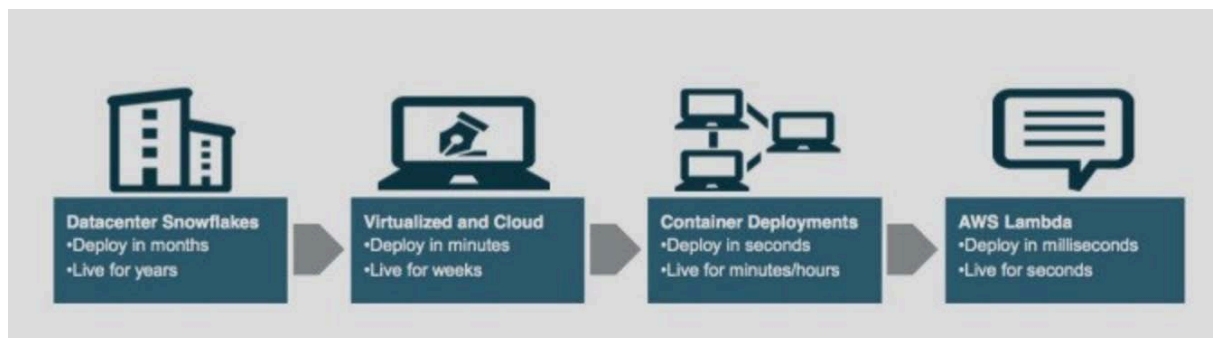 Datacenter Snowflakes
•Deploy in months
•Live for years
Virtualized and Cloud
•Deploy in minutes
•Live for weeks
Container Deployments
•Deploy in seconds
•Live for minutes/hours
AWS Lambda
•Deploy in milliseconds
•Live for seconds